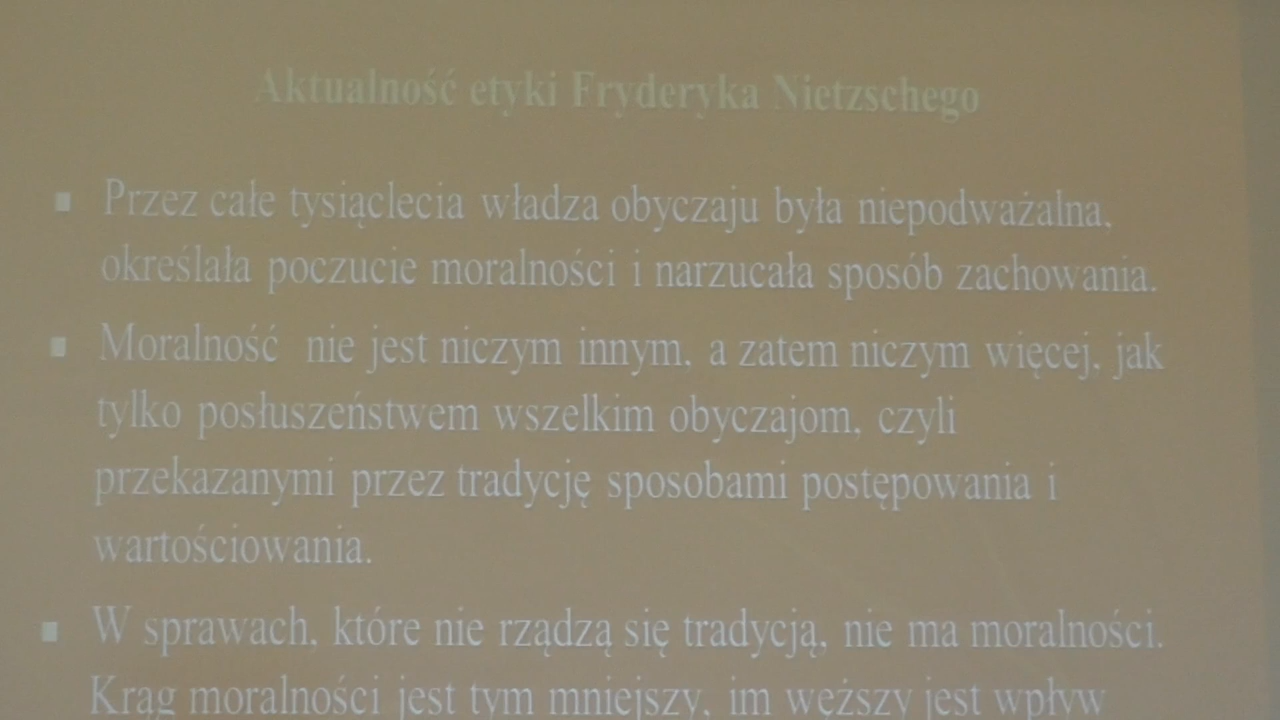 Aktualność etyki Fryderyka Nietzschego
▪ Przez całe tysiąclecia władza obyczaju była niepodważalna,
określała poczucie moralności i narzucała sposób zachowania.
▪ Moralność nie jest niczym innym, a zatem niczym więcej, jak
tylko posłuszeństwem wszelkim obyczajom, czyli
przekazanymi przez tradycję sposobami postępowania i
wartościowania.
▪ W sprawach, które nie rządzą się tradycją, nie ma moralności.
Krąg moralności jest tym mniejszy, im węższy jest wpływ